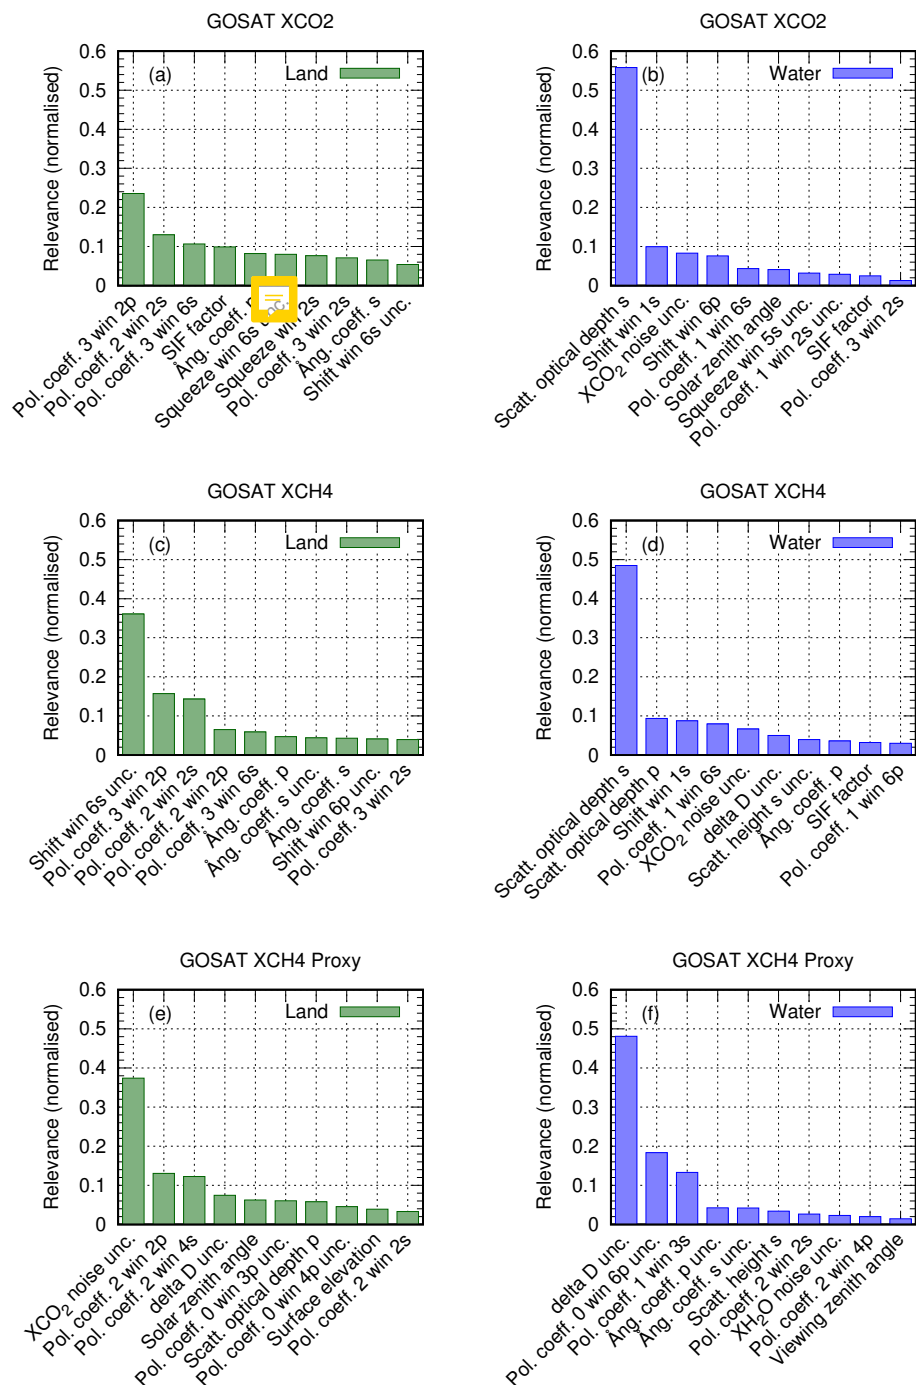 GOSAT XCO2
Relevance (normalised)
0.6
0.5
0.4
0.3
0.2
0.1
0
(a)
Land
Pol. coeff. 3 win 2p
Pol. coeff. 2 win 2s
Pol. coeff. 3 win 6s
SIF factor
Ång. coeff. p
Squeeze win 6s unc.
Squeeze win 2s
Pol. coeff. 3 win 2s
Ång. coeff. s
Shift win 6s unc.
GOSAT XCO2
Relevance (normalised)
0.6
0.5
0.4
0.3
0.2
0.1
0
(b)
Water
Scatt. optical depth s
Shift win 1s
XCO₂ noise unc.
Shift win 6p
Pol. coeff. 1 win 6s
Solar zenith angle
Squeeze win 5s unc.
Pol. coeff. 1 win 2s unc.
SIF factor
Pol. coeff. 3 win 2s
GOSAT XCH4
Relevance (normalised)
0.6
0.5
0.4
0.3
0.2
0.1
0
(c)
Land
Shift win 6s unc.
Pol. coeff. 3 win 2p
Pol. coeff. 2 win 2s
Pol. coeff. 2 win 2p
Pol. coeff. 3 win 6s
Ång. coeff. p
Ång. coeff. s unc.
Ång. coeff. s
Shift win 6p unc.
Pol. coeff. 3 win 2s
GOSAT XCH4
Relevance (normalised)
0.6
0.5
0.4
0.3
0.2
0.1
0
(d)
Water
Scatt. optical depth s
Scatt. optical depth p
Shift win 1s
Pol. coeff. 1 win 6s
XCO₂ noise unc.
delta D unc.
Scatt. height s unc.
Ång. coeff. p
SIF factor
Pol. coeff. 1 win 6p
GOSAT XCH4 Proxy
Relevance (normalised)
0.6
0.5
0.4
0.3
0.2
0.1
0
(e)
Land
XCO₂ noise unc.
Pol. coeff. 2 win 2p
Pol. coeff. 2 win 4s
delta D unc.
Solar zenith angle
Pol. coeff. 0 win 3p unc.
Scatt. optical depth p
Pol. coeff. 0 win 4p unc.
Surface elevation
Pol. coeff. 2 win 2s
GOSAT XCH4 Proxy
Relevance (normalised)
0.6
0.5
0.4
0.3
0.2
0.1
0
(f)
Water
delta D unc.
Pol. coeff. 0 win 6p unc.
Pol. coeff. 1 win 3s
Ång. coeff. p unc.
Ång. coeff. s unc.
Scatt. height s
Pol. coeff. 2 win 2s
XH₂O noise unc.
Pol. coeff. 2 win 4p
Viewing zenith angle